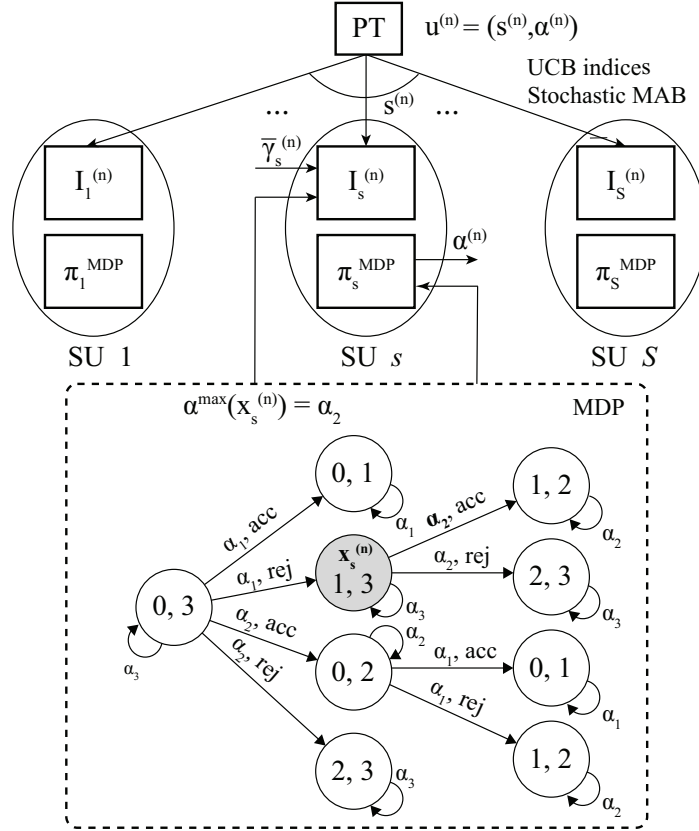 PT
u⁽ⁿ⁾ = (s⁽ⁿ⁾,α⁽ⁿ⁾)
UCB indices
Stochastic MAB
... s⁽ⁿ⁾ ...
γ̅ₛ⁽ⁿ⁾
I₁⁽ⁿ⁾
Iₛ⁽ⁿ⁾
I_S⁽ⁿ⁾
α⁽ⁿ⁾
π₁ᴹᴰᴾ
πₛᴹᴰᴾ
π_Sᴹᴰᴾ
SU 1
SU s
SU S
αᵐᵃˣ(xₛ⁽ⁿ⁾) = α₂
MDP
0, 1
α₁
1, 2
α₂
α₁, acc
α₂, acc
xₛ⁽ⁿ⁾
1, 3
α₃
α₁, rej
α₂, rej
2, 3
α₃
0, 3
α₃
α₂, acc
α₂
0, 2
α₁, acc
0, 1
α₁
α₂, rej
α₁, rej
2, 3
α₃
1, 2
α₂